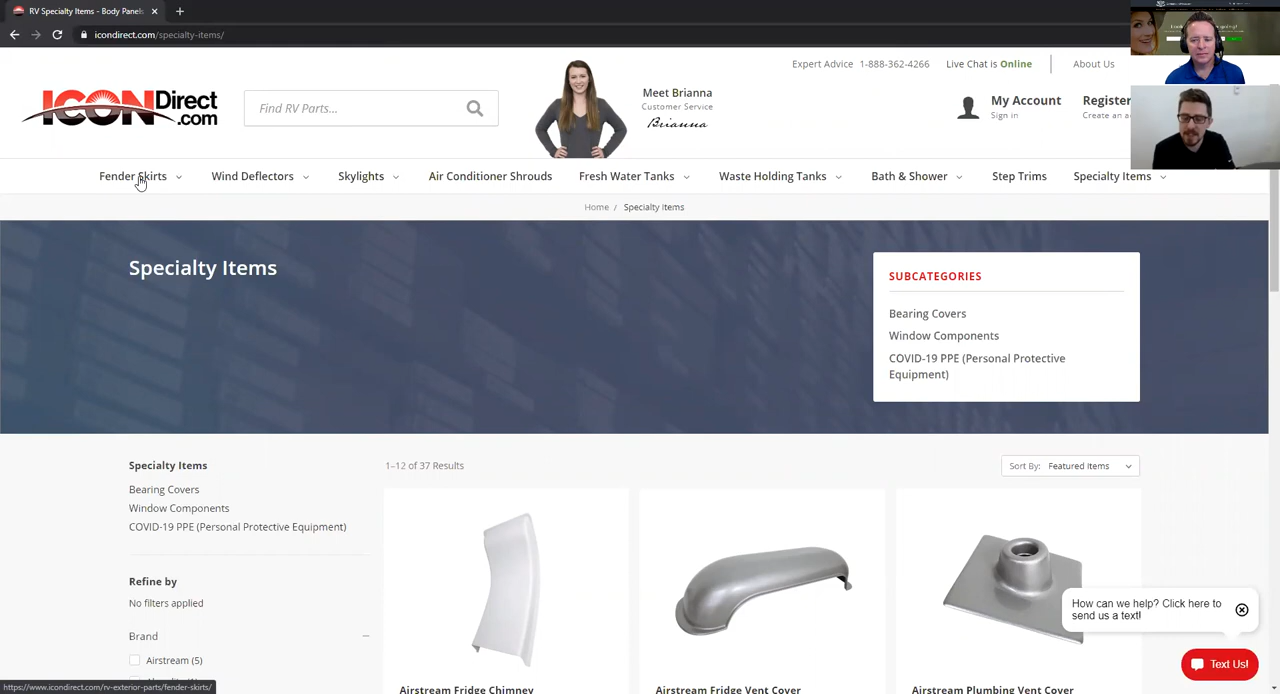 RV Specialty Items - Body Panels
icondirect.com/specialty-items/
Expert Advice 1-888-362-4266
Live Chat is Online
About Us
ICONDirect
.com
Find RV Parts...
Meet Brianna
Customer Service
Brianna
My Account
Sign in
Register
Create an a
Fender Skirts
Wind Deflectors
Skylights
Air Conditioner Shrouds
Fresh Water Tanks
Waste Holding Tanks
Bath & Shower
Step Trims
Specialty Items
Home / Specialty Items
Specialty Items
SUBCATEGORIES
Bearing Covers
Window Components
COVID-19 PPE (Personal Protective
Equipment)
Specialty Items
Bearing Covers
Window Components
COVID-19 PPE (Personal Protective Equipment)
Refine by
No filters applied
Brand
Airstream (5)
1–12 of 37 Results
Sort By: Featured Items
Airstream Fridge Chimney
Airstream Fridge Vent Cover
Airstream Plumbing Vent Cover
How can we help? Click here to
send us a text!
Text Us!
https://www.icondirect.com/rv-exterior-parts/fender-skirts/